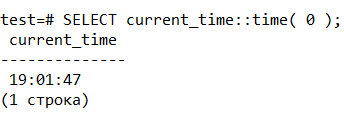 test=# SELECT current_time::time( 0 );
 current_time
--------------
 19:01:47
(1 строка)